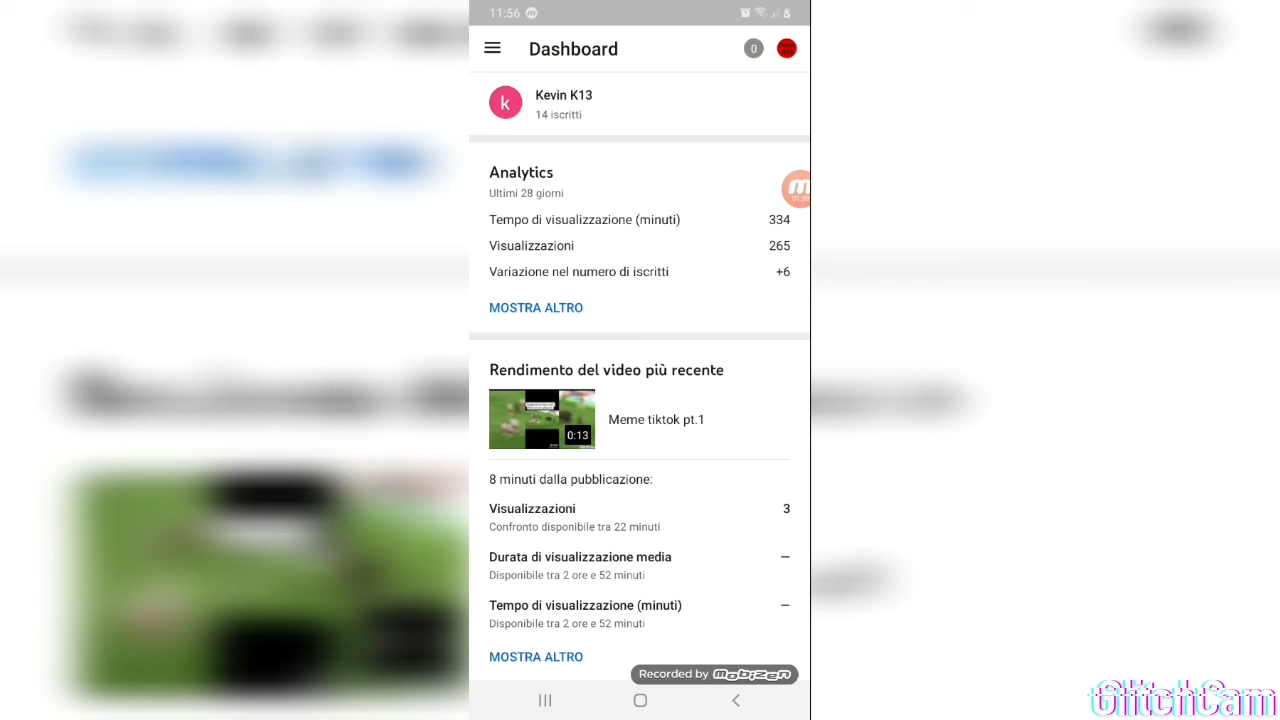 11:56
Dashboard
0
k
Kevin K13
14 iscritti
Analytics
Ultimi 28 giorni
01:39
Tempo di visualizzazione (minuti) 334
Visualizzazioni 265
Variazione nel numero di iscritti +6
MOSTRA ALTRO
Rendimento del video più recente
0:13
Meme tiktok pt.1
8 minuti dalla pubblicazione:
Visualizzazioni 3
Confronto disponibile tra 22 minuti
Durata di visualizzazione media –
Disponibile tra 2 ore e 52 minuti
Tempo di visualizzazione (minuti) –
Disponibile tra 2 ore e 52 minuti
MOSTRA ALTRO
Recorded by mobizen
GlitchCam